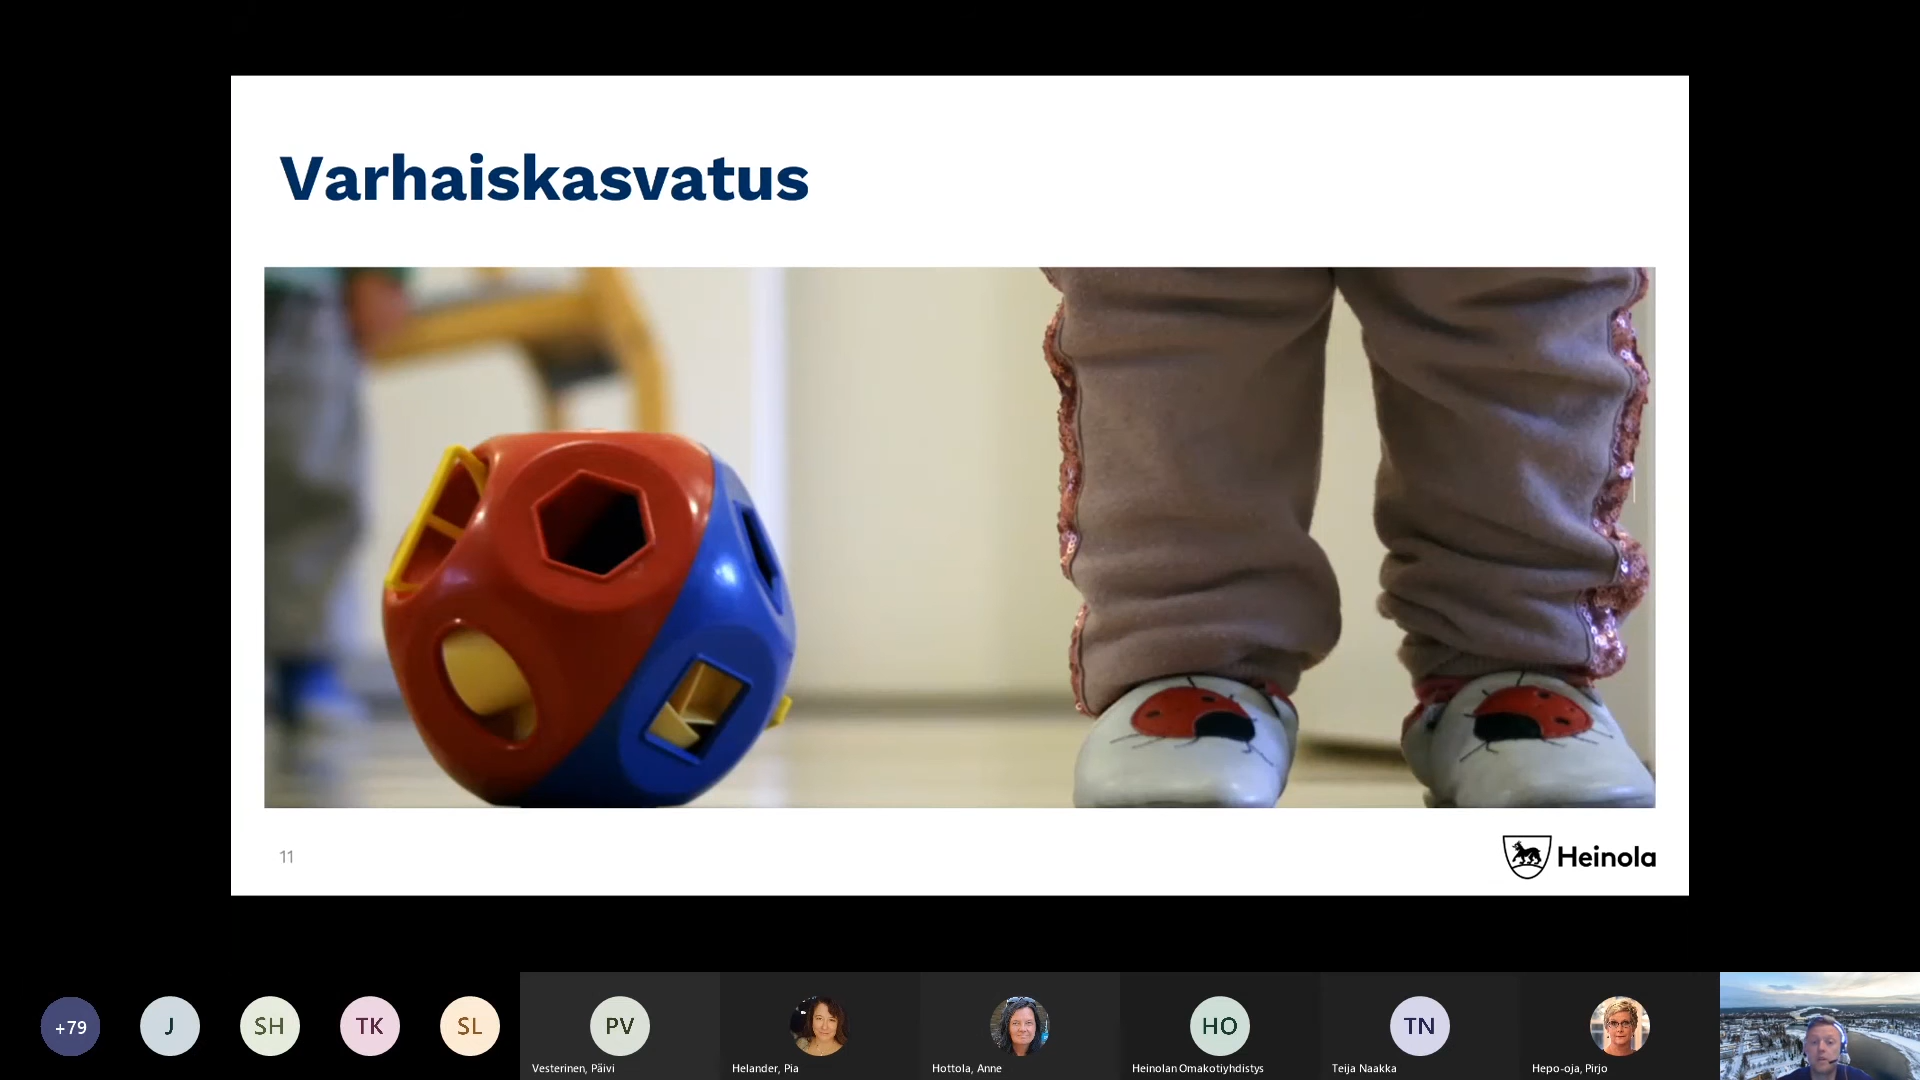 Varhaiskasvatus
11
Heinola
+79
J
SH
TK
SL
PV
HO
TN
Vesterinen, Päivi
Helander, Pia
Hottola, Anne
Heinolan Omakotiyhdistys
Teija Naakka
Hepo-oja, Pirjo